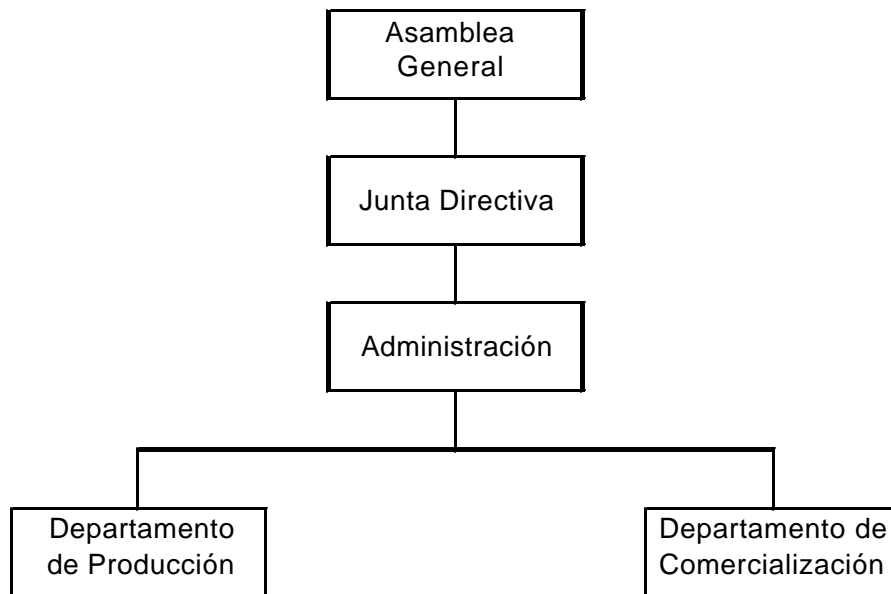 Asamblea
General
Junta Directiva
Administración
Departamento
de Producción
Departamento de
Comercialización